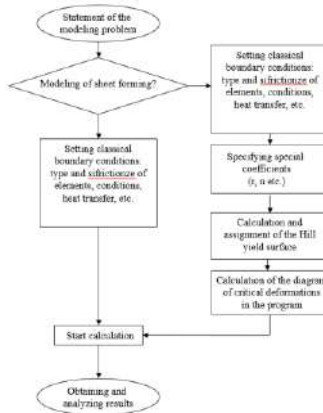 Statement of the
modeling problem
Modeling of sheet forming?
Setting classical
boundary conditions:
type and sifrictionze of
elements, conditions,
heat transfer, etc.
Setting classical
boundary conditions:
type and sifrictionze of
elements, conditions,
heat transfer, etc.
Specifying special
coefficients
(r, n etc.)
Calculation and
assignment of the Hill
yield surface
Calculation of the diagram
of critical deformations
in the program
Start calculation
Obtaining and
analyzing results